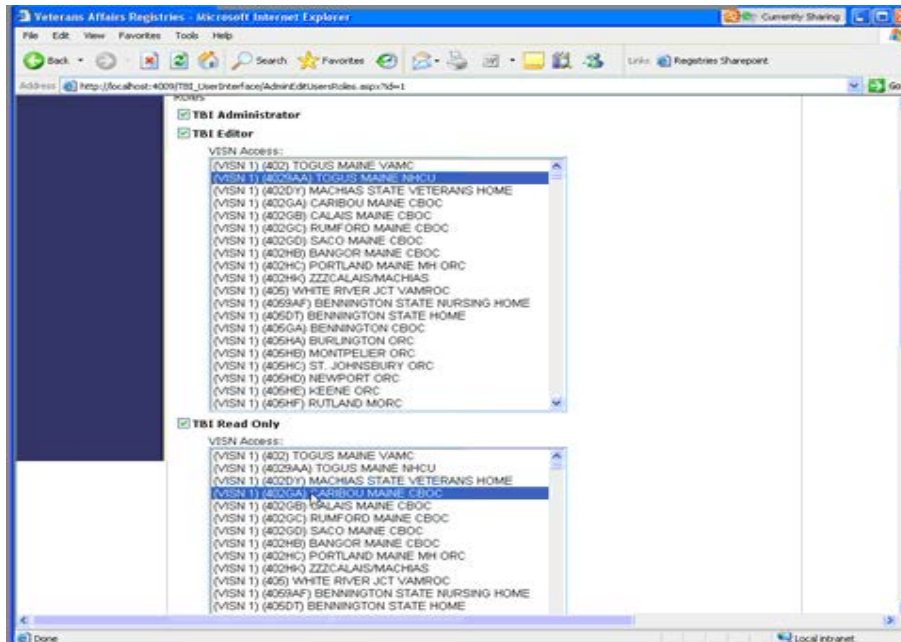 Veterans Affairs Registries - Microsoft Internet Explorer
Currently Sharing
File Edit View Favorites Tools Help
Back Search Favorites Links Registries Sharepoint
Address http://localhost:4009/TBI_UserInterface/AdminEditUsersRoles.aspx?id=1 Go
Roles
TBI Administrator
TBI Editor
VISN Access:
(VISN 1) (402) TOGUS MAINE VAMC
(VISN 1) (4029AA) TOGUS MAINE NHCU
(VISN 1) (402DY) MACHIAS STATE VETERANS HOME
(VISN 1) (402GA) CARIBOU MAINE CBOC
(VISN 1) (402GB) CALAIS MAINE CBOC
(VISN 1) (402GC) RUMFORD MAINE CBOC
(VISN 1) (402GD) SACO MAINE CBOC
(VISN 1) (402HB) BANGOR MAINE CBOC
(VISN 1) (402HC) PORTLAND MAINE MH ORC
(VISN 1) (402HK) ZZZCALAIS/MACHIAS
(VISN 1) (405) WHITE RIVER JCT VAMROC
(VISN 1) (4059AF) BENNINGTON STATE NURSING HOME
(VISN 1) (405DT) BENNINGTON STATE HOME
(VISN 1) (405GA) BENNINGTON CBOC
(VISN 1) (405HA) BURLINGTON ORC
(VISN 1) (405HB) MONTPELIER ORC
(VISN 1) (405HC) ST. JOHNSBURY ORC
(VISN 1) (405HD) NEWPORT ORC
(VISN 1) (405HE) KEENE ORC
(VISN 1) (405HF) RUTLAND MORC
TBI Read Only
VISN Access:
(VISN 1) (402) TOGUS MAINE VAMC
(VISN 1) (4029AA) TOGUS MAINE NHCU
(VISN 1) (402DY) MACHIAS STATE VETERANS HOME
(VISN 1) (402GA) CARIBOU MAINE CBOC
(VISN 1) (402GB) CALAIS MAINE CBOC
(VISN 1) (402GC) RUMFORD MAINE CBOC
(VISN 1) (402GD) SACO MAINE CBOC
(VISN 1) (402HB) BANGOR MAINE CBOC
(VISN 1) (402HC) PORTLAND MAINE MH ORC
(VISN 1) (402HK) ZZZCALAIS/MACHIAS
(VISN 1) (405) WHITE RIVER JCT VAMROC
(VISN 1) (4059AF) BENNINGTON STATE NURSING HOME
(VISN 1) (405DT) BENNINGTON STATE HOME
Done Local intranet